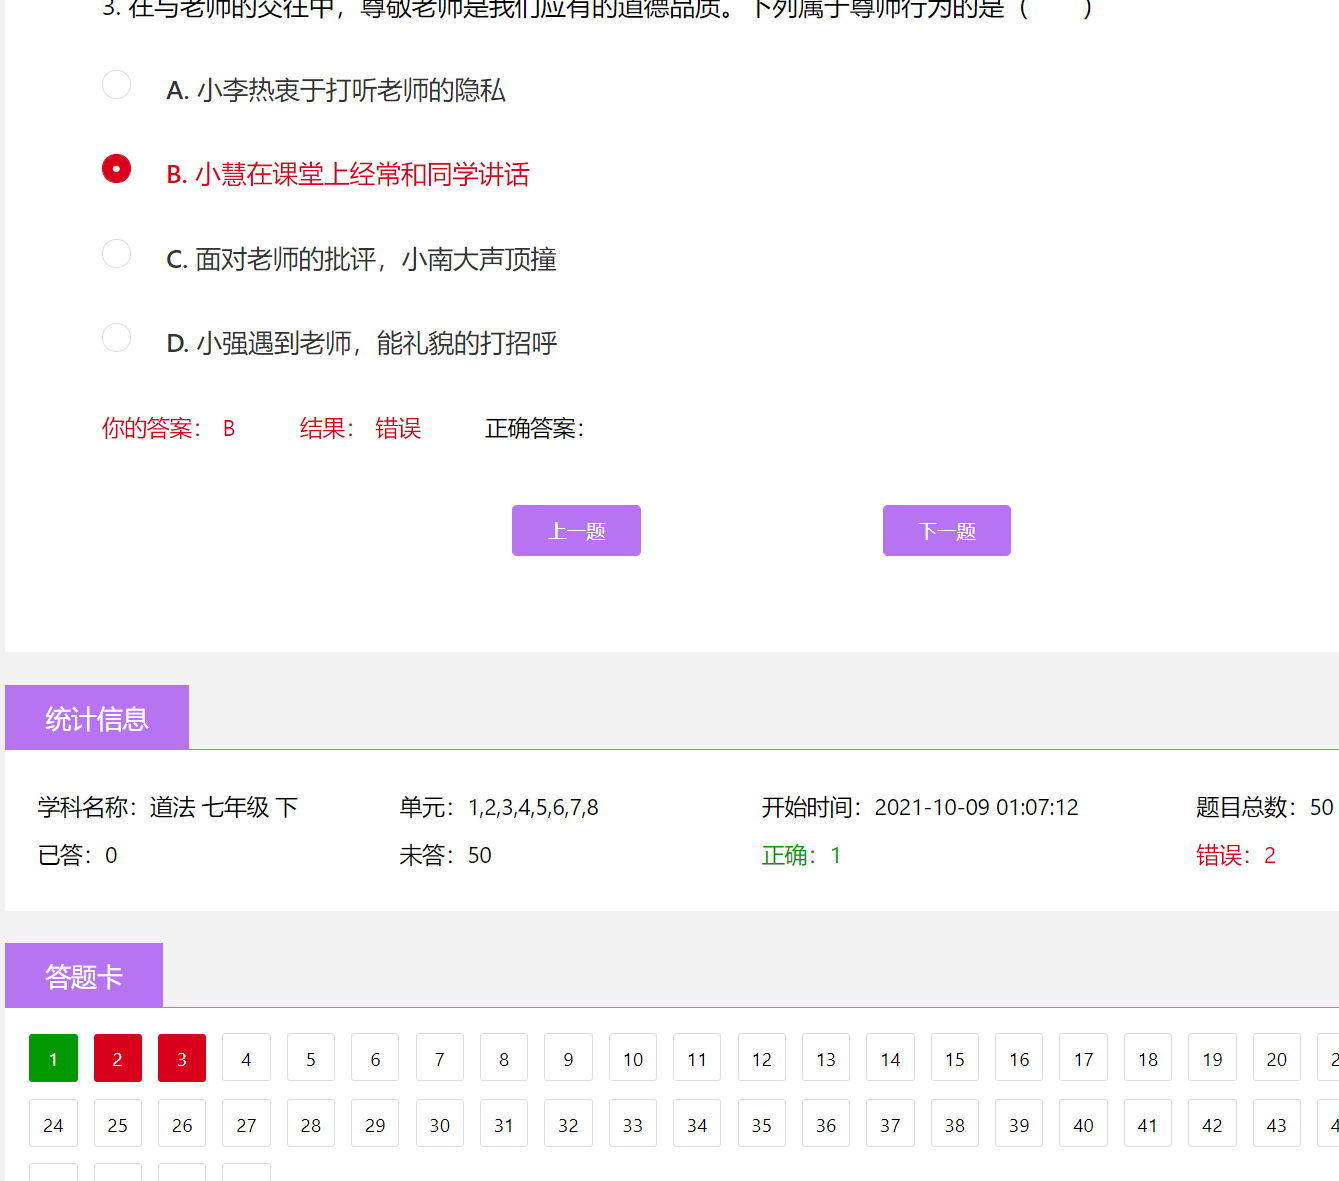 3. 在与老师的交往中，尊敬老师是我们应有的道德品质。下列属于尊师行为的是（　　）
A. 小李热衷于打听老师的隐私
B. 小慧在课堂上经常和同学讲话
C. 面对老师的批评，小南大声顶撞
D. 小强遇到老师，能礼貌的打招呼
你的答案： B 结果： 错误 正确答案：
上一题 下一题
统计信息
学科名称：道法 七年级 下 单元：1,2,3,4,5,6,7,8 开始时间：2021-10-09 01:07:12 题目总数：50
已答：0 未答：50 正确：1 错误：2
答题卡
1 2 3 4 5 6 7 8 9 10 11 12 13 14 15 16 17 18 19 20
24 25 26 27 28 29 30 31 32 33 34 35 36 37 38 39 40 41 42 43